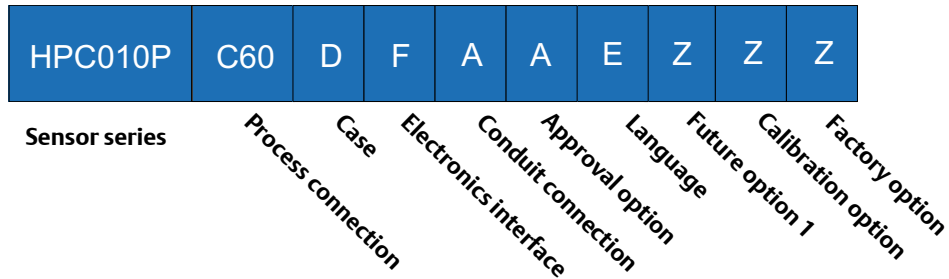 HPC010P C60 D F A A E Z Z Z
Sensor series
Process connection
Case
Electronics interface
Conduit connection
Approval option
Language
Future option 1
Calibration option
Factory option